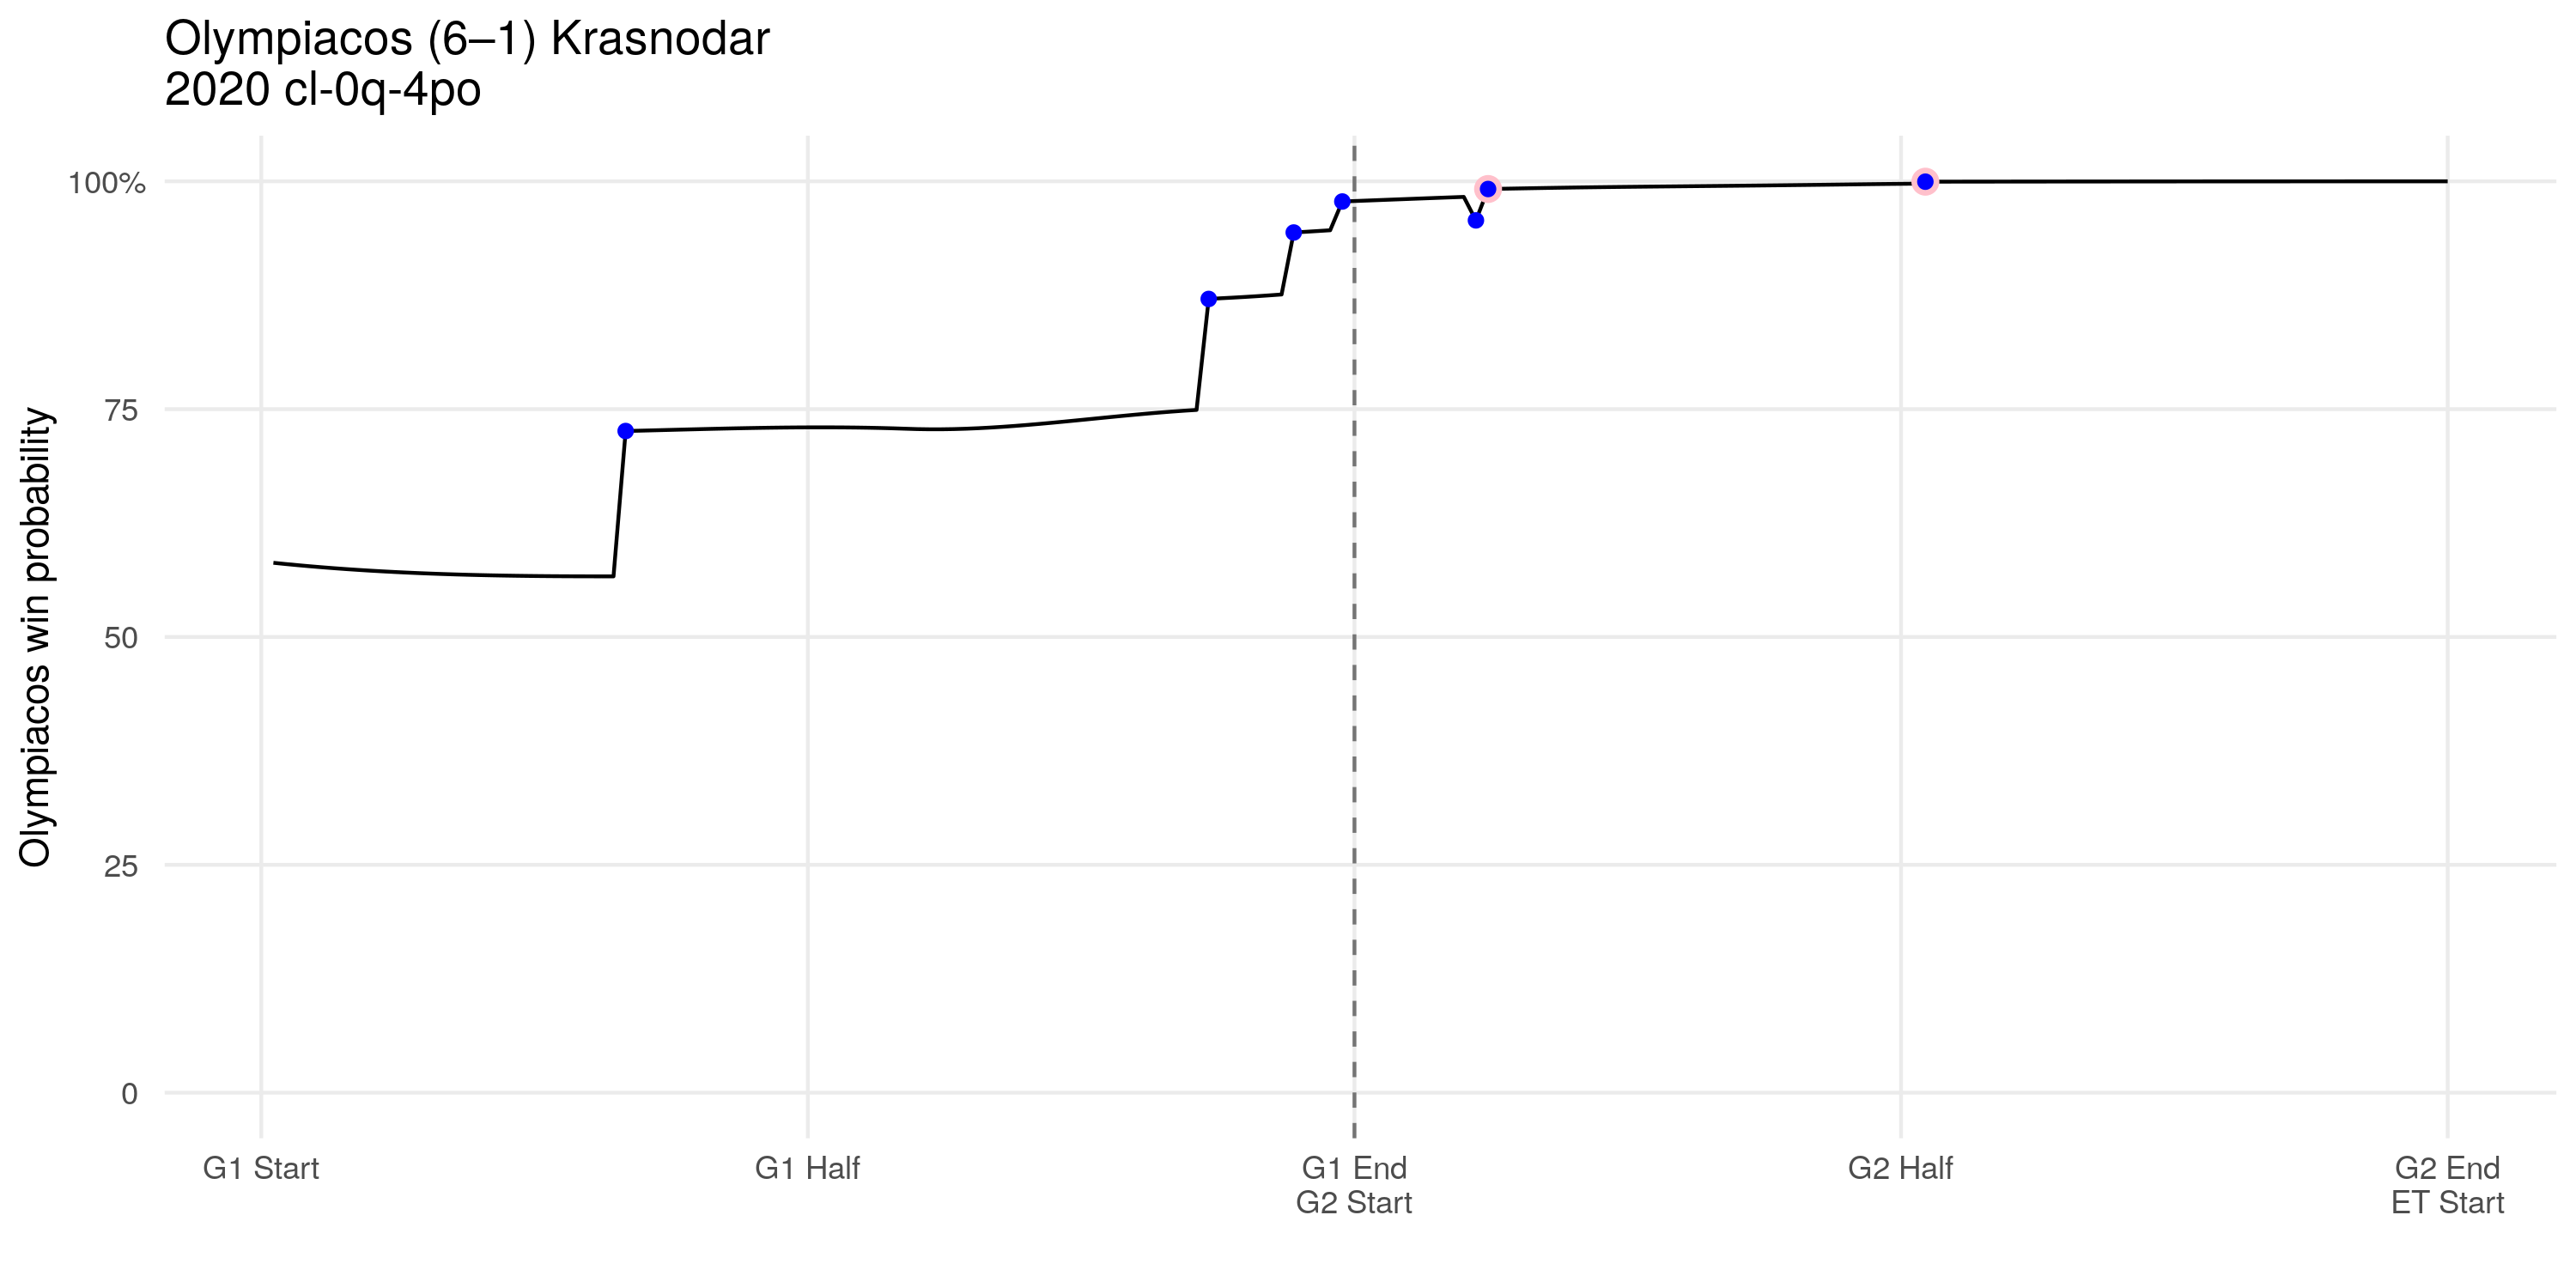 Olympiacos (6–1) Krasnodar
2020 cl-0q-4po
Olympiacos win probability
100%
75
50
25
0
G1 Start
G1 Half
G1 End
G2 Start
G2 Half
G2 End
ET Start